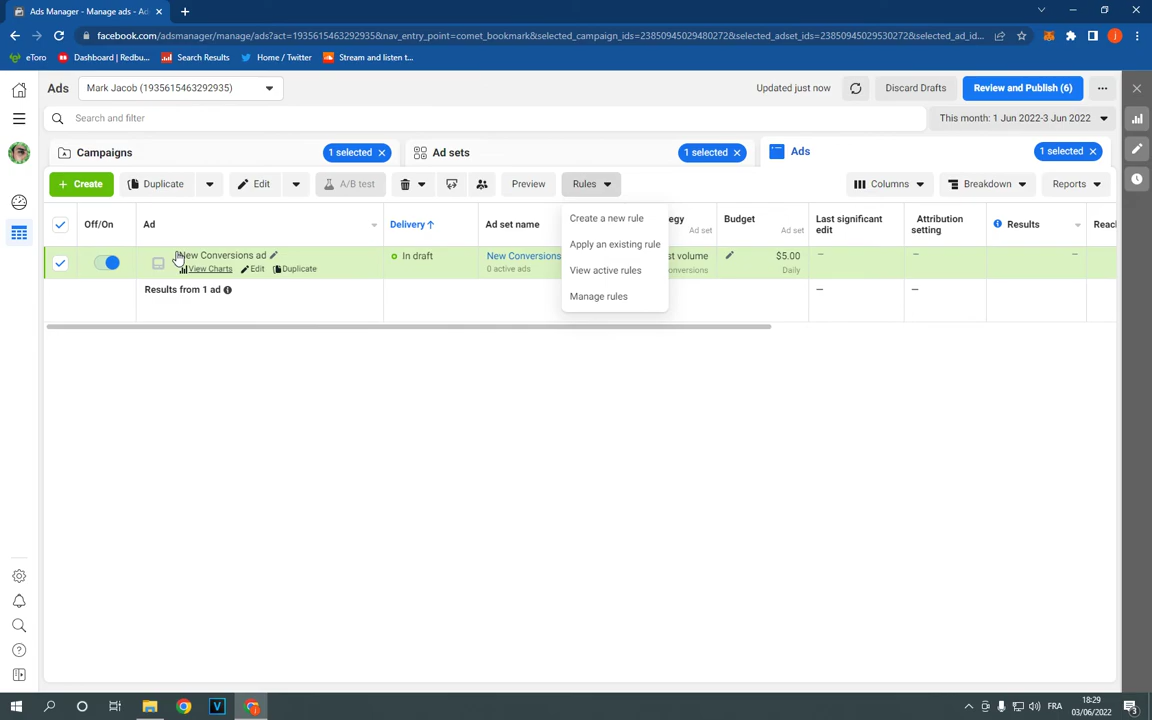 Ads Manager - Manage ads - Ads
facebook.com/adsmanager/manage/ads?act=1935615463292935&nav_entry_point=comet_bookmark&selected_campaign_ids=23850945029480272&selected_adset_ids=23850945029530272&selected_ad_id...
eToro
Dashboard | Redbu...
Search Results
Home / Twitter
Stream and listen t...
Ads
Mark Jacob (1935615463292935)
Updated just now
Discard Drafts
Review and Publish (6)
Search and filter
This month: 1 Jun 2022-3 Jun 2022
Campaigns
1 selected
Ad sets
1 selected
Ads
1 selected
+ Create
Duplicate
Edit
A/B test
Preview
Rules
Columns
Breakdown
Reports
Create a new rule
Apply an existing rule
View active rules
Manage rules
Off/On
Ad
Delivery ↑
Ad set name
Ad set
Budget
Ad set
Last significant edit
Attribution setting
Results
New Conversions ad
View Charts
Edit
Duplicate
In draft
New Conversions
0 active ads
$5.00
Daily
Results from 1 ad
FRA
18:29
03/06/2022
3